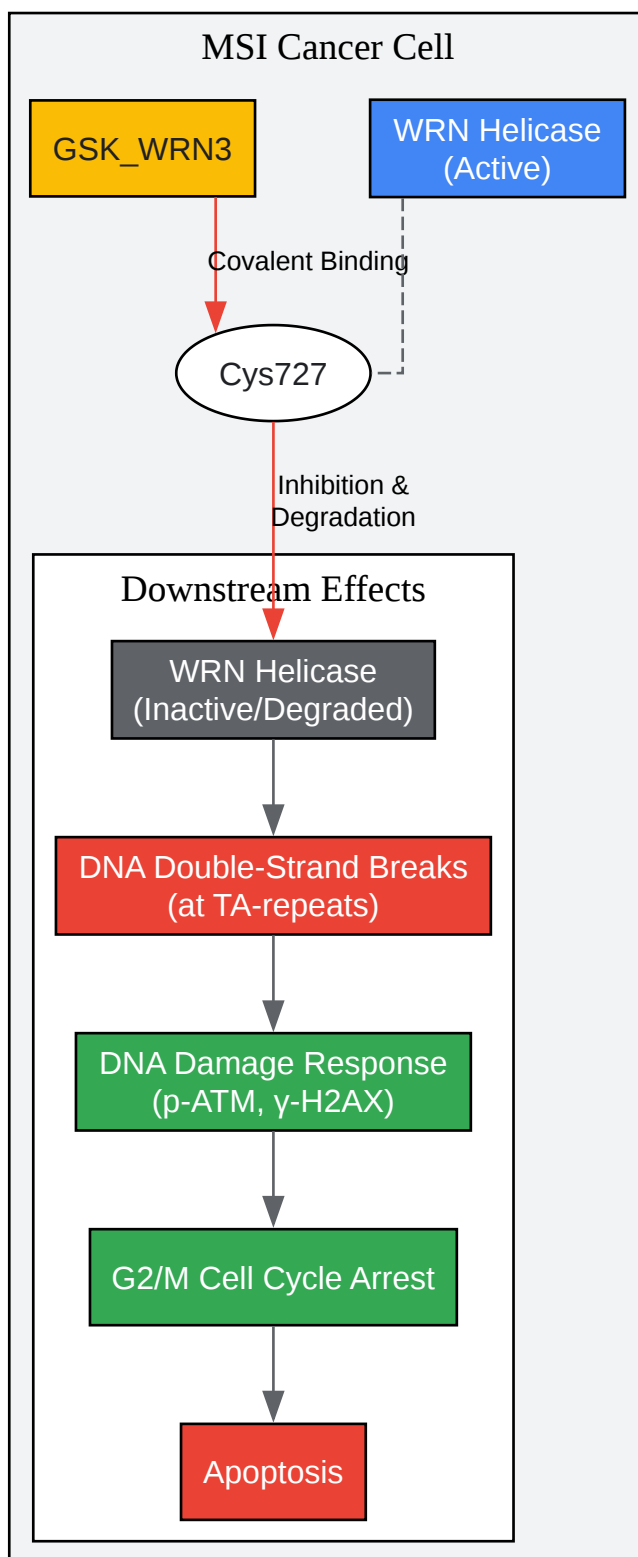 MSI Cancer Cell
GSK_WRN3
WRN Helicase
(Active)
Covalent Binding
Cys727
Inhibition &
Degradation
Downstream Effects
WRN Helicase
(Inactive/Degraded)
DNA Double-Strand Breaks
(at TA-repeats)
DNA Damage Response
(p-ATM, γ-H2AX)
G2/M Cell Cycle Arrest
Apoptosis